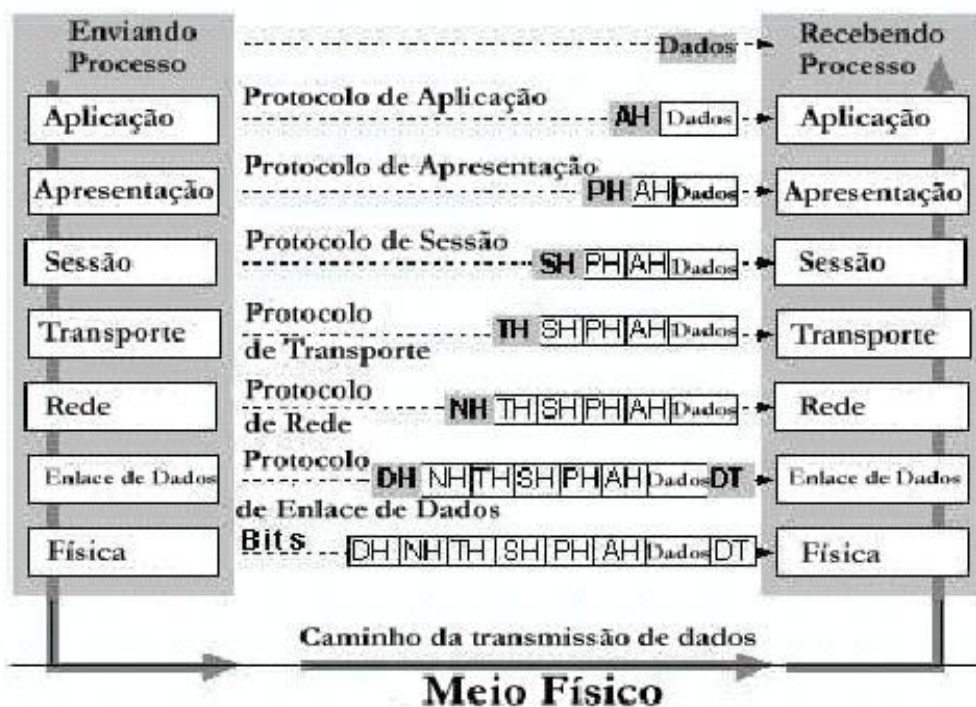 Enviando
Processo
Dados
Recebendo
Processo
Aplicação
Protocolo de Aplicação
AH Dados
Aplicação
Apresentação
Protocolo de Apresentação
PH AH Dados
Apresentação
Sessão
Protocolo de Sessão
SH PH AH Dados
Sessão
Transporte
Protocolo
de Transporte
TH SH PH AH Dados
Transporte
Rede
Protocolo
de Rede
NH TH SH PH AH Dados
Rede
Enlace de Dados
Protocolo
de Enlace de Dados
DH NH TH SH PH AH Dados DT
Enlace de Dados
Física
Bits
DH NH TH SH PH AH Dados DT
Física
Caminho da transmissão de dados
Meio Físico